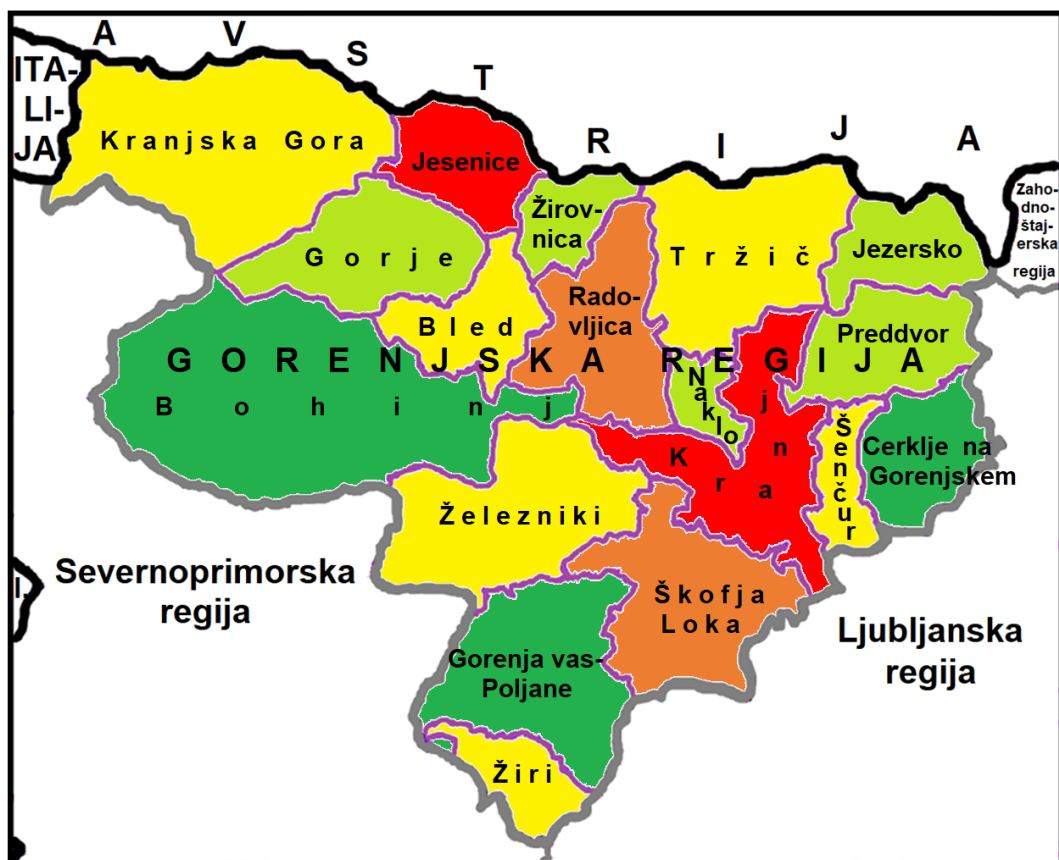 A V S T R I J A
ITA-
LI-
JA
Kranjska Gora
Jesenice
Zaho-
dno-
štaj-
erska
regija
Žirov-
nica
Gorje
Tržič
Jezersko
Rado-
vljica
Bled
Preddvor
GORENJSKA REGIJA
Bohinj
Naklo
Kranj
Šenčur
Cerklje na
Gorenjskem
Železniki
Severnoprimorska
regija
I.
Škofja
Loka
Ljubljanska
regija
Gorenja vas-
Poljane
Žiri